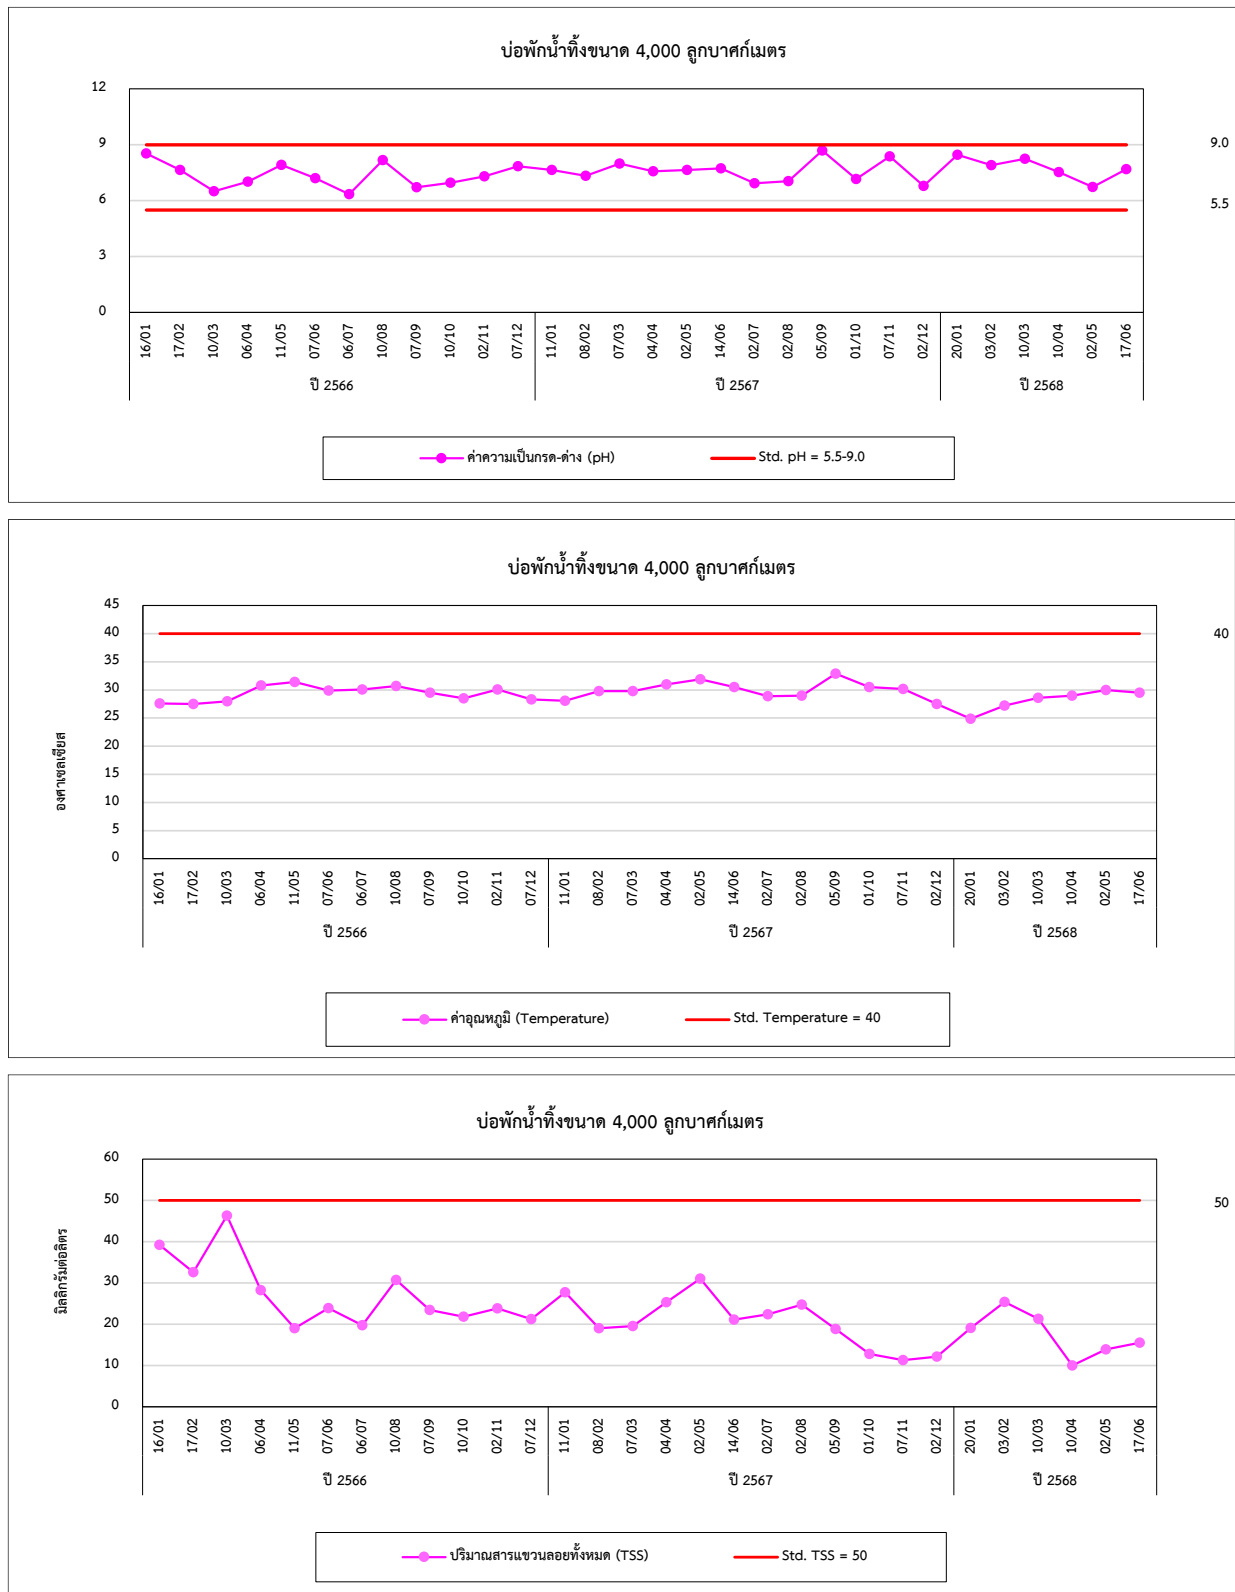 บ่อพักน้ำทิ้งขนาด 4,000 ลูกบาศก์เมตร
12
9
6
3
0
9.0
5.5
16/01 17/02 10/03 06/04 11/05 07/06 06/07 10/08 07/09 10/10 02/11 07/12 11/01 08/02 07/03 04/04 02/05 14/06 02/07 02/08 05/09 01/10 07/11 02/12 20/01 03/02 10/03 10/04 02/05 17/06
ปี 2566 ปี 2567 ปี 2568
ค่าความเป็นกรด-ด่าง (pH) Std. pH = 5.5-9.0
บ่อพักน้ำทิ้งขนาด 4,000 ลูกบาศก์เมตร
องศาเซลเซียส
45
40
35
30
25
20
15
10
5
0
40
16/01 17/02 10/03 06/04 11/05 07/06 06/07 10/08 07/09 10/10 02/11 07/12 11/01 08/02 07/03 04/04 02/05 14/06 02/07 02/08 05/09 01/10 07/11 02/12 20/01 03/02 10/03 10/04 02/05 17/06
ปี 2566 ปี 2567 ปี 2568
ค่าอุณหภูมิ (Temperature) Std. Temperature = 40
บ่อพักน้ำทิ้งขนาด 4,000 ลูกบาศก์เมตร
มิลลิกรัมต่อลิตร
60
50
40
30
20
10
0
50
16/01 17/02 10/03 06/04 11/05 07/06 06/07 10/08 07/09 10/10 02/11 07/12 11/01 08/02 07/03 04/04 02/05 14/06 02/07 02/08 05/09 01/10 07/11 02/12 20/01 03/02 10/03 10/04 02/05 17/06
ปี 2566 ปี 2567 ปี 2568
ปริมาณสารแขวนลอยทั้งหมด (TSS) Std. TSS = 50